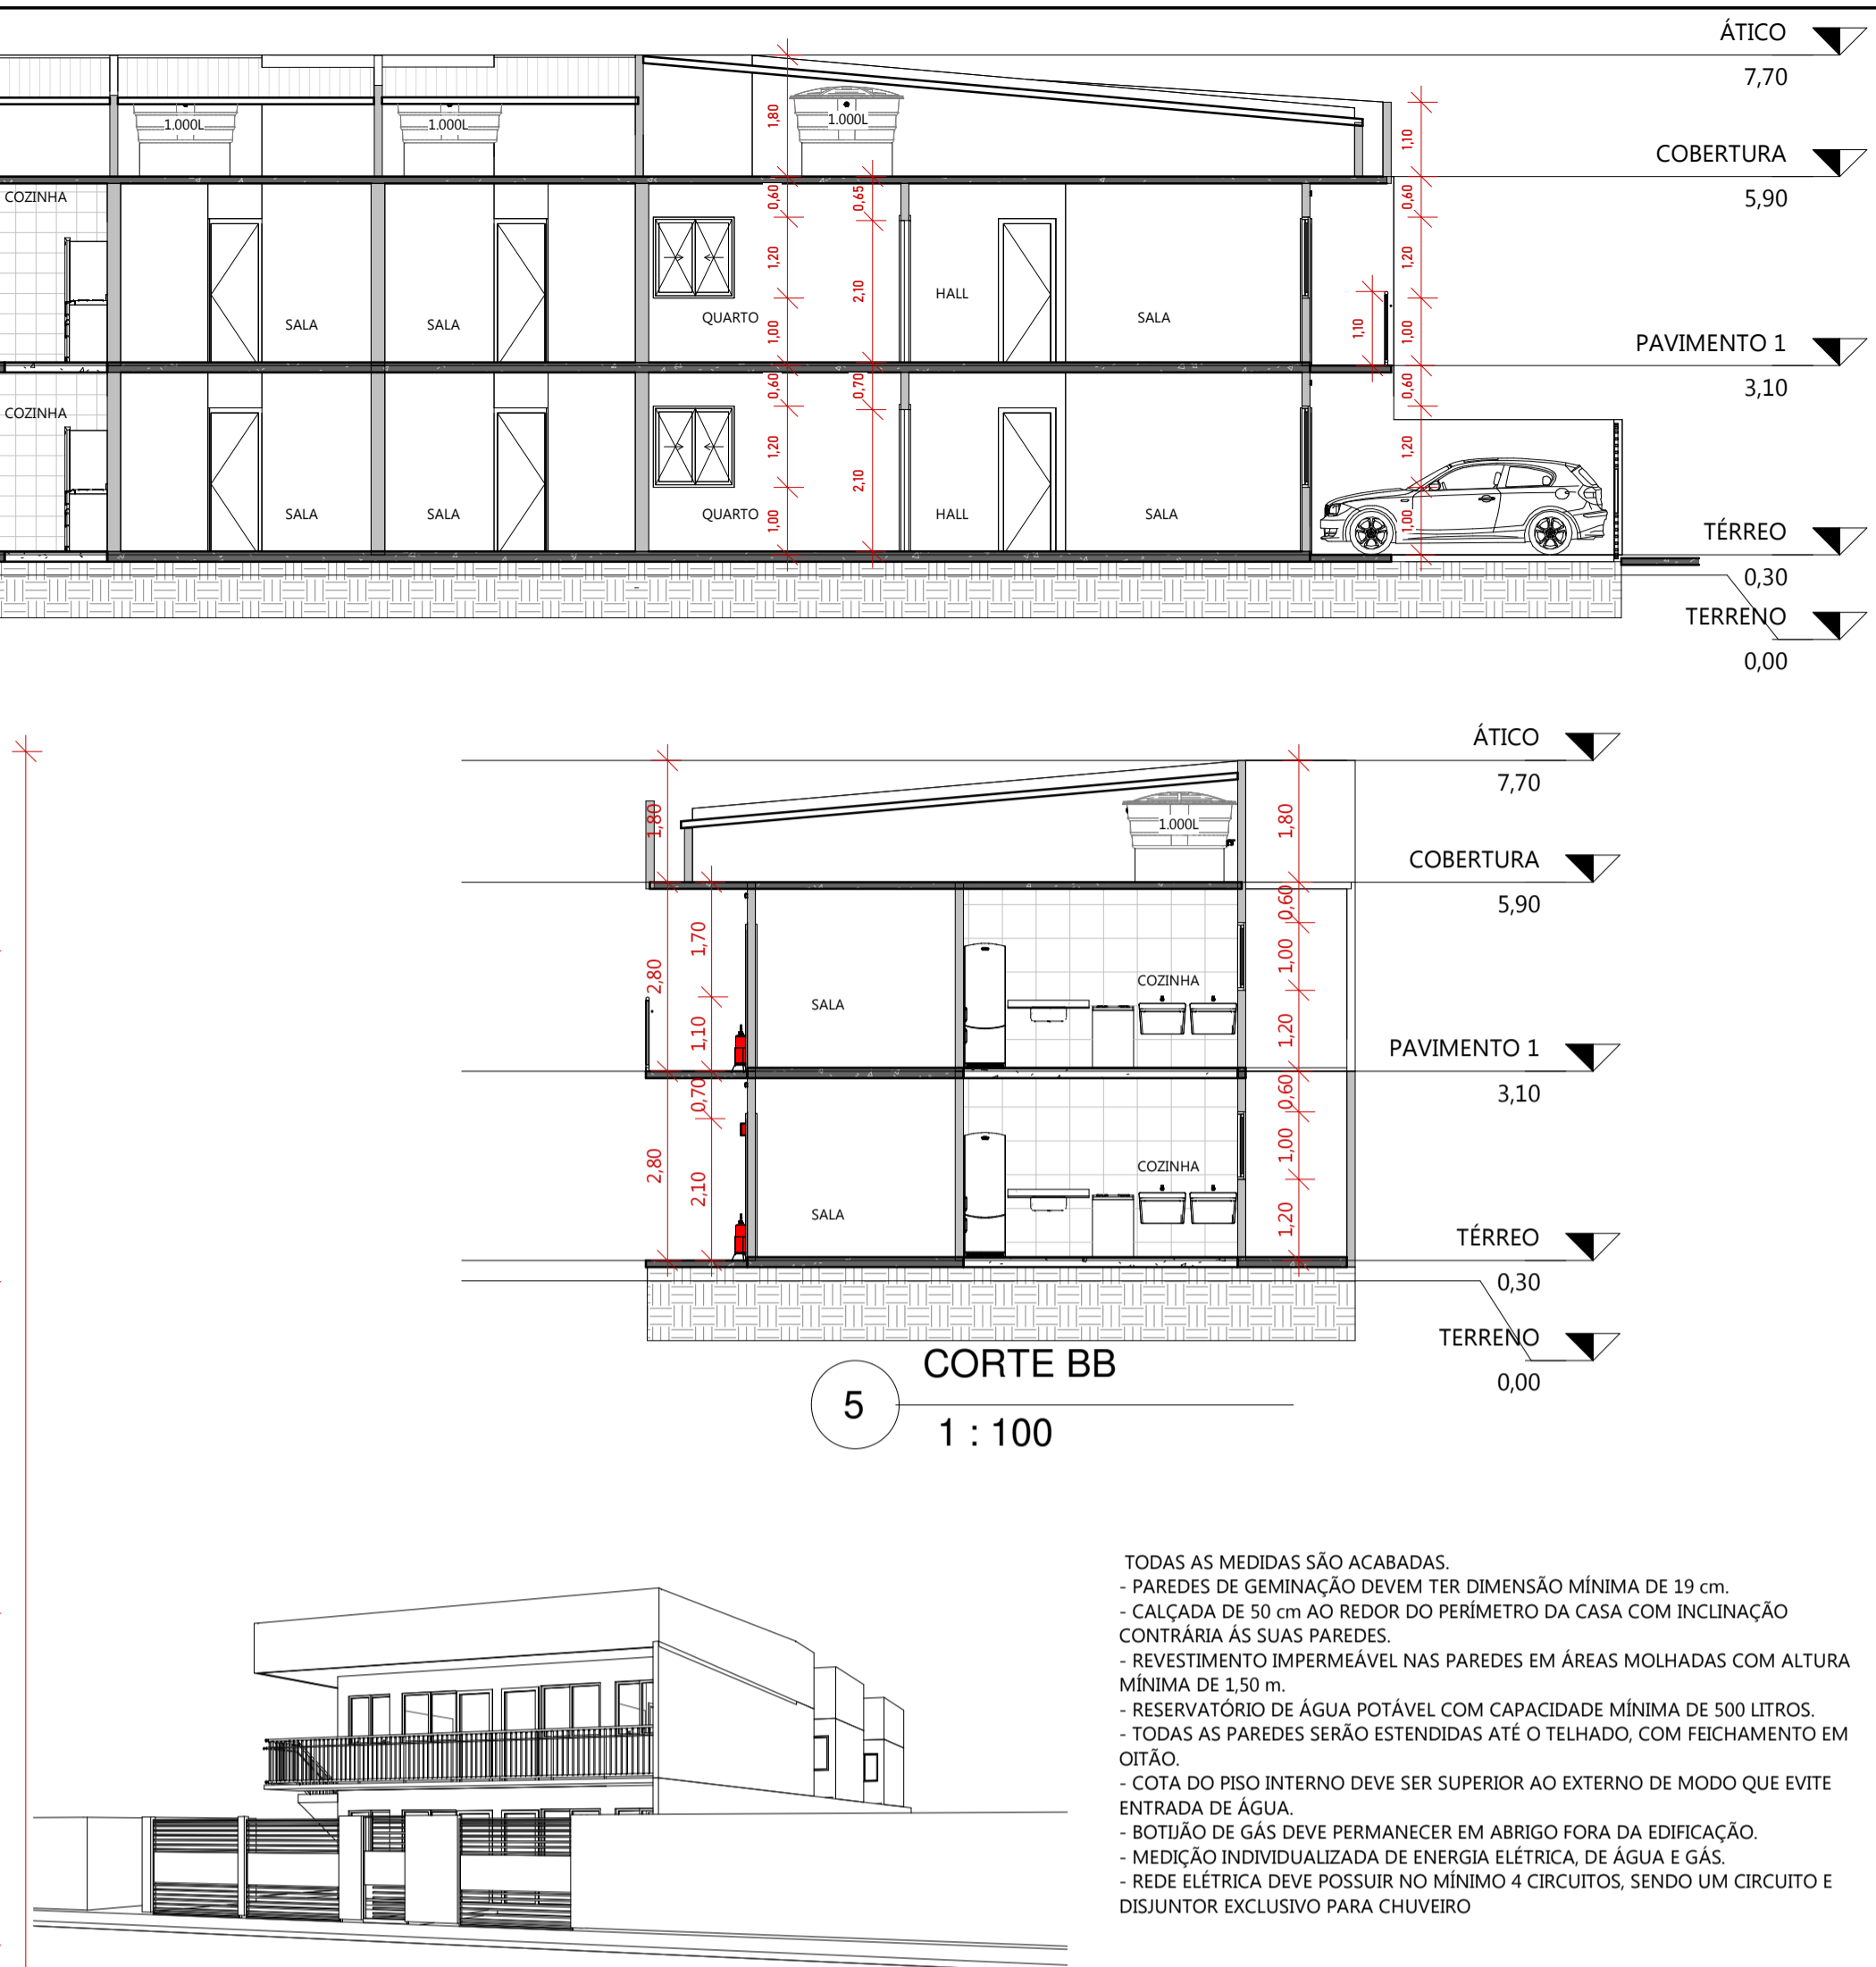 ÁTICO
7,70
1.000L
1.000L
1.000L
1,80
1,10
COBERTURA
5,90
COZINHA
0,60
0,65
0,60
1,20
2,10
1,20
SALA
SALA
QUARTO
HALL
SALA
1,00
1,10
1,00
PAVIMENTO 1
3,10
COZINHA
0,60
0,70
0,60
1,20
2,10
1,20
SALA
SALA
QUARTO
HALL
SALA
1,00
1,00
TÉRREO
0,30
TERRENO
0,00
ÁTICO
7,70
1,80
1.000L
1,80
COBERTURA
5,90
0,60
1,70
2,80
1,00
COZINHA
SALA
1,10
1,20
PAVIMENTO 1
3,10
0,70
0,60
2,80
2,10
1,00
COZINHA
SALA
1,20
TÉRREO
0,30
TERRENO
0,00
5
CORTE BB
1 : 100
TODAS AS MEDIDAS SÃO ACABADAS.
- PAREDES DE GEMINAÇÃO DEVEM TER DIMENSÃO MÍNIMA DE 19 cm.
- CALÇADA DE 50 cm AO REDOR DO PERÍMETRO DA CASA COM INCLINAÇÃO
CONTRÁRIA ÁS SUAS PAREDES.
- REVESTIMENTO IMPERMEÁVEL NAS PAREDES EM ÁREAS MOLHADAS COM ALTURA
MÍNIMA DE 1,50 m.
- RESERVATÓRIO DE ÁGUA POTÁVEL COM CAPACIDADE MÍNIMA DE 500 LITROS.
- TODAS AS PAREDES SERÃO ESTENDIDAS ATÉ O TELHADO, COM FEICHAMENTO EM
OITÃO.
- COTA DO PISO INTERNO DEVE SER SUPERIOR AO EXTERNO DE MODO QUE EVITE
ENTRADA DE ÁGUA.
- BOTIJÃO DE GÁS DEVE PERMANECER EM ABRIGO FORA DA EDIFICAÇÃO.
- MEDIÇÃO INDIVIDUALIZADA DE ENERGIA ELÉTRICA, DE ÁGUA E GÁS.
- REDE ELÉTRICA DEVE POSSUIR NO MÍNIMO 4 CIRCUITOS, SENDO UM CIRCUITO E
DISJUNTOR EXCLUSIVO PARA CHUVEIRO